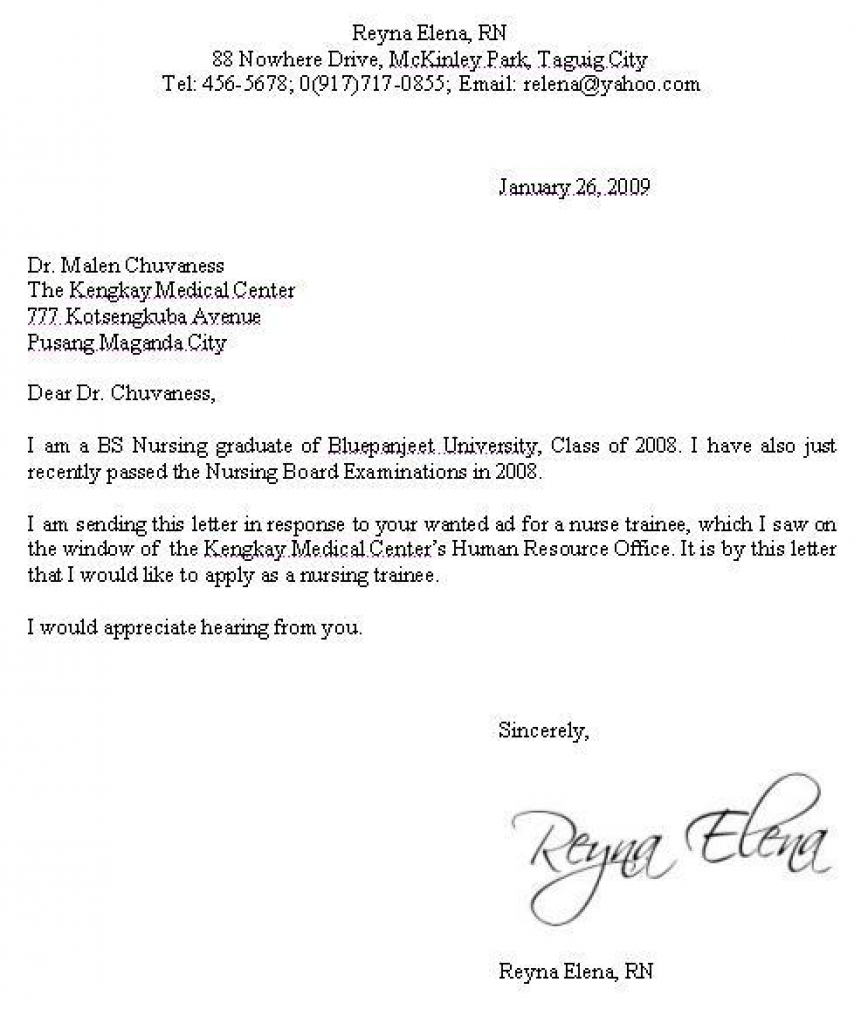 Reyna Elena, RN
88 Nowhere Drive, McKinley Park, Taguig City
Tel: 456-5678; 0(917)717-0855; Email: relena@yahoo.com
January 26, 2009
Dr. Malen Chuvaness
The Kengkay Medical Center
777 Kotsengkuba Avenue
Pusang Maganda City
Dear Dr. Chuvaness,
I am a BS Nursing graduate of Bluepanjeet University, Class of 2008. I have also just
recently passed the Nursing Board Examinations in 2008.
I am sending this letter in response to your wanted ad for a nurse trainee, which I saw on
the window of the Kengkay Medical Center’s Human Resource Office. It is by this letter
that I would like to apply as a nursing trainee.
I would appreciate hearing from you.
Sincerely,
Reyna Elena
Reyna Elena, RN